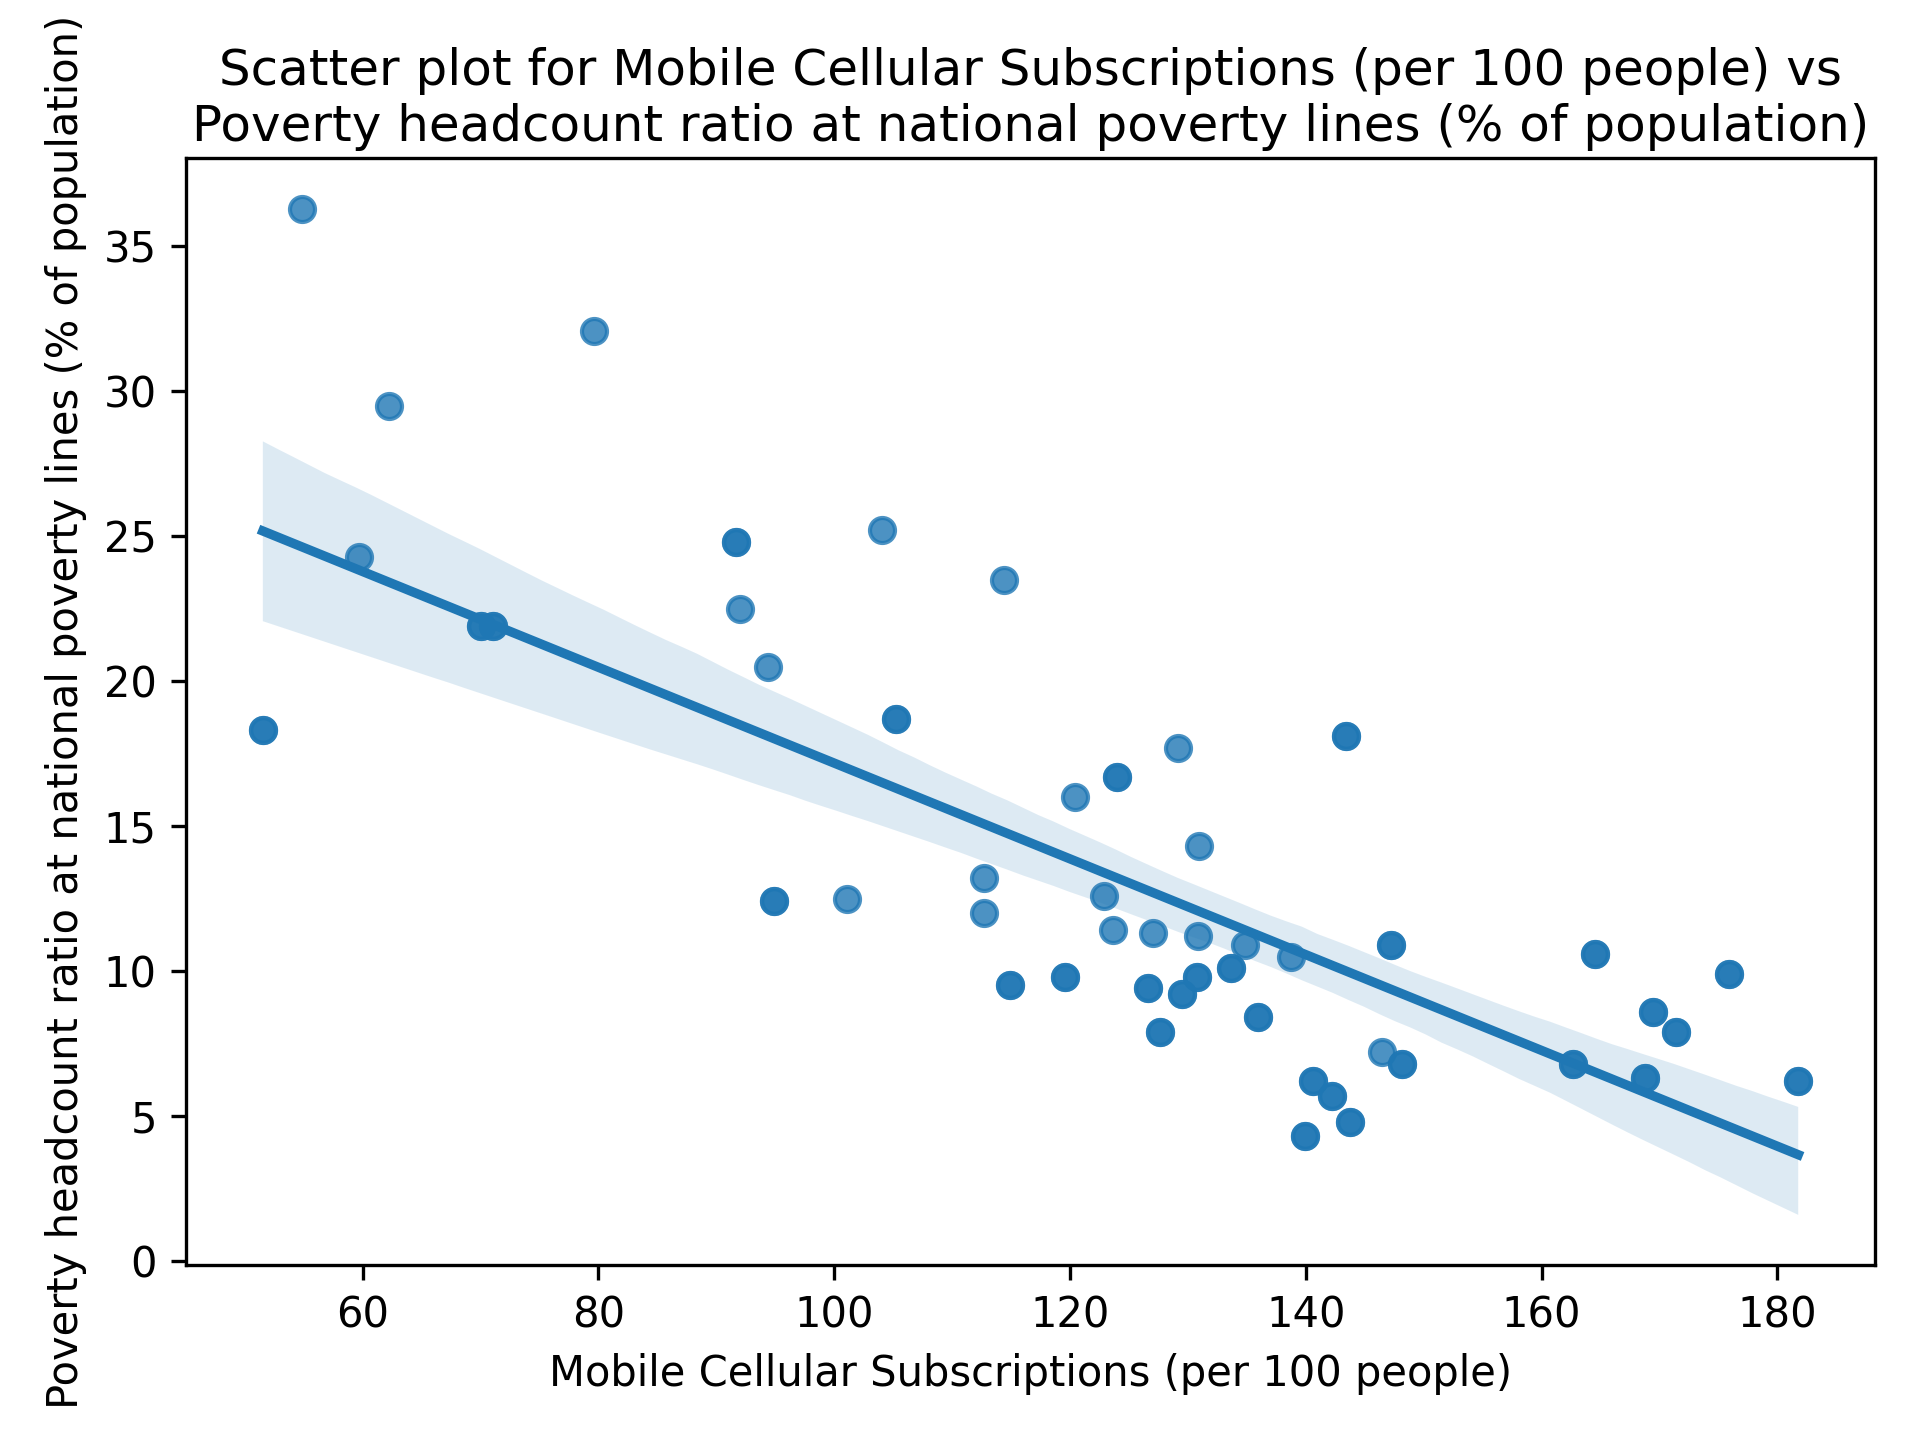 Scatter plot for Mobile Cellular Subscriptions (per 100 people) vs
Poverty headcount ratio at national poverty lines (% of population)
Poverty headcount ratio at national poverty lines (% of population)
35
30
25
20
15
10
5
0
60 80 100 120 140 160 180
Mobile Cellular Subscriptions (per 100 people)